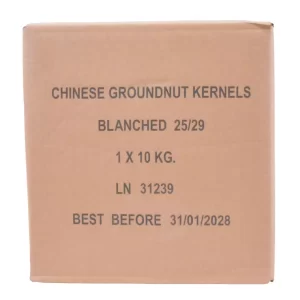 CHINESE GROUNDNUT KERNELS
BLANCHED 25/29
1 X 10 KG.
LN 31239
BEST BEFORE 31/01/2028